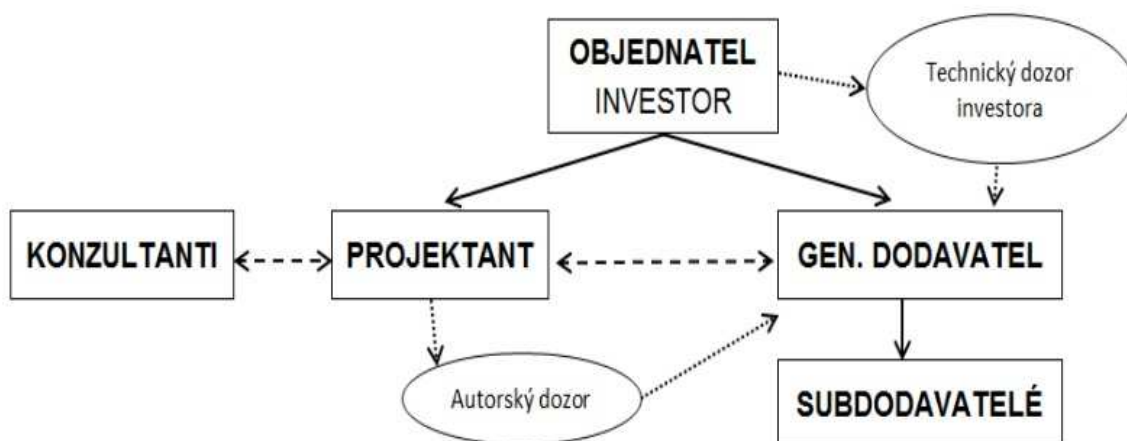 OBJEDNATEL
INVESTOR
Technický dozor
investora
KONZULTANTI
PROJEKTANT
GEN. DODAVATEL
Autorský dozor
SUBDODAVATELÉ